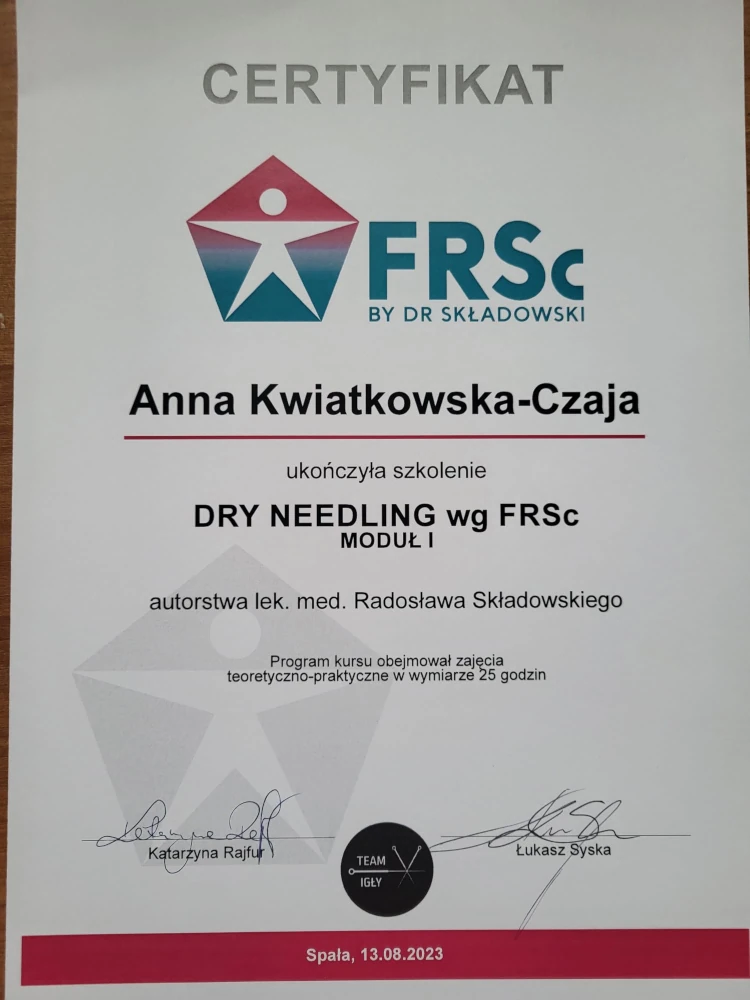 CERTYFIKAT
FRSc
BY DR SKŁADOWSKI
Anna Kwiatkowska-Czaja
ukończyła szkolenie
DRY NEEDLING wg FRSc
MODUŁ I
autorstwa lek. med. Radosława Składowskiego
Program kursu obejmował zajęcia
teoretyczno-praktyczne w wymiarze 25 godzin
Katarzyna Rajfur
Łukasz Syska
TEAM
IGŁY
Spała, 13.08.2023